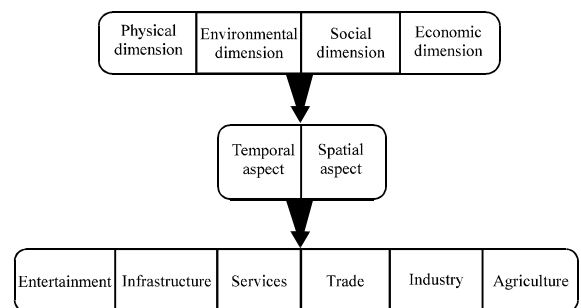 Physical dimension
Environmental dimension
Social dimension
Economic dimension
Temporal aspect
Spatial aspect
Entertainment
Infrastructure
Services
Trade
Industry
Agriculture